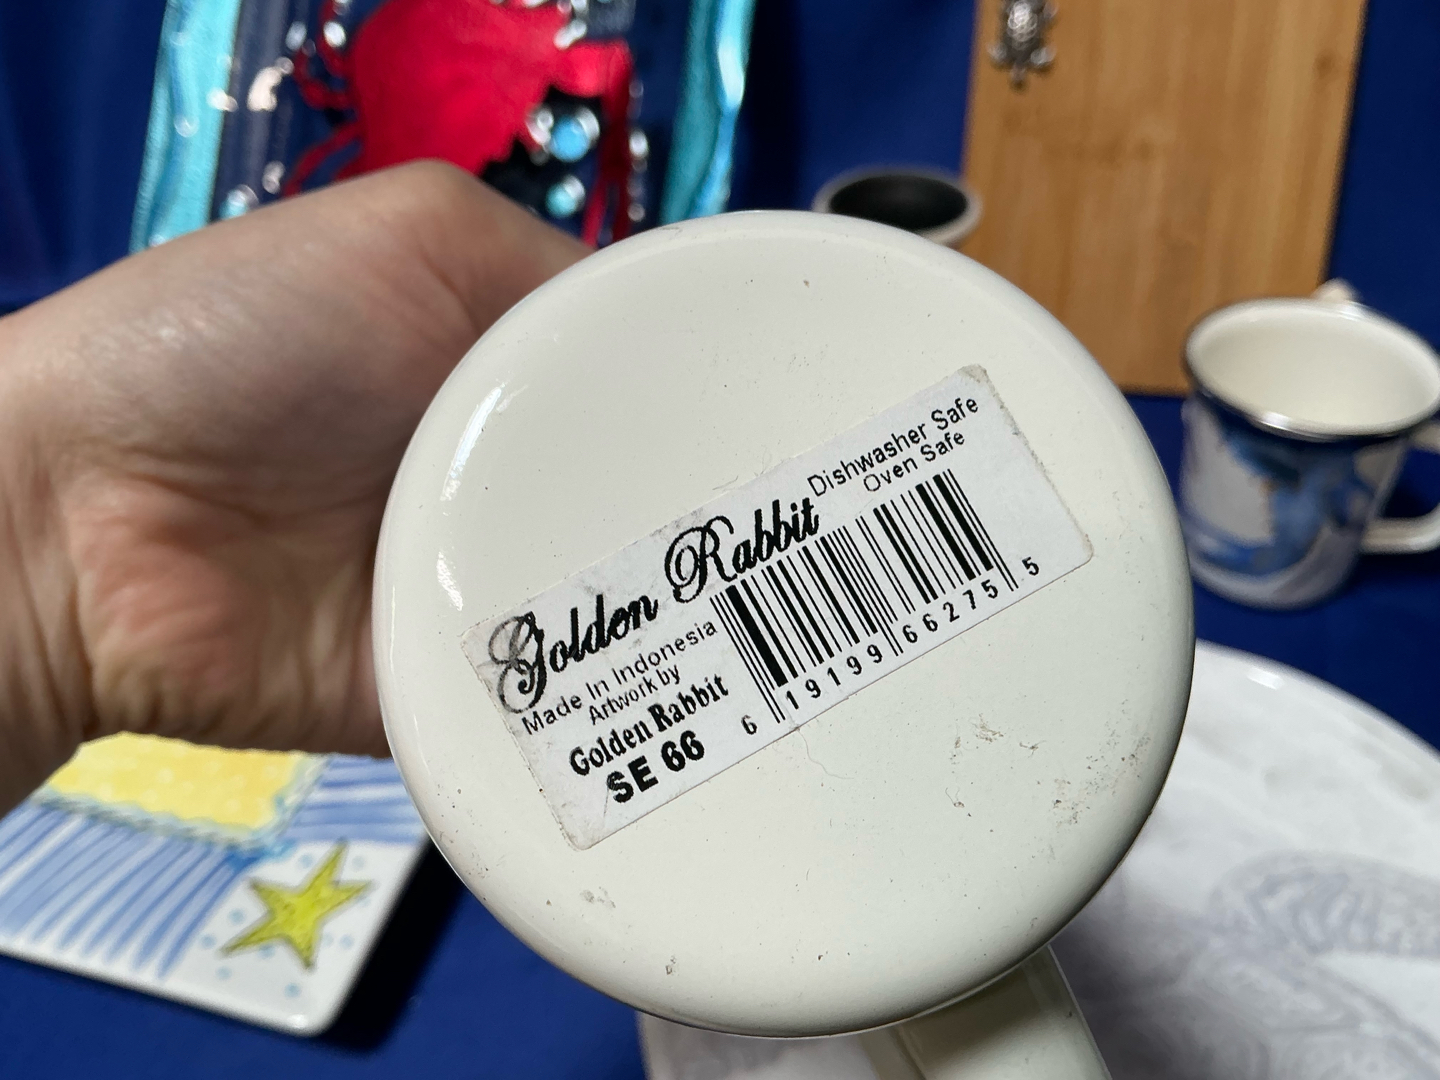 Golden Rabbit
Dishwasher Safe
Oven Safe
Made In Indonesia
Artwork by
Golden Rabbit
SE 66
6 19199 66275 5